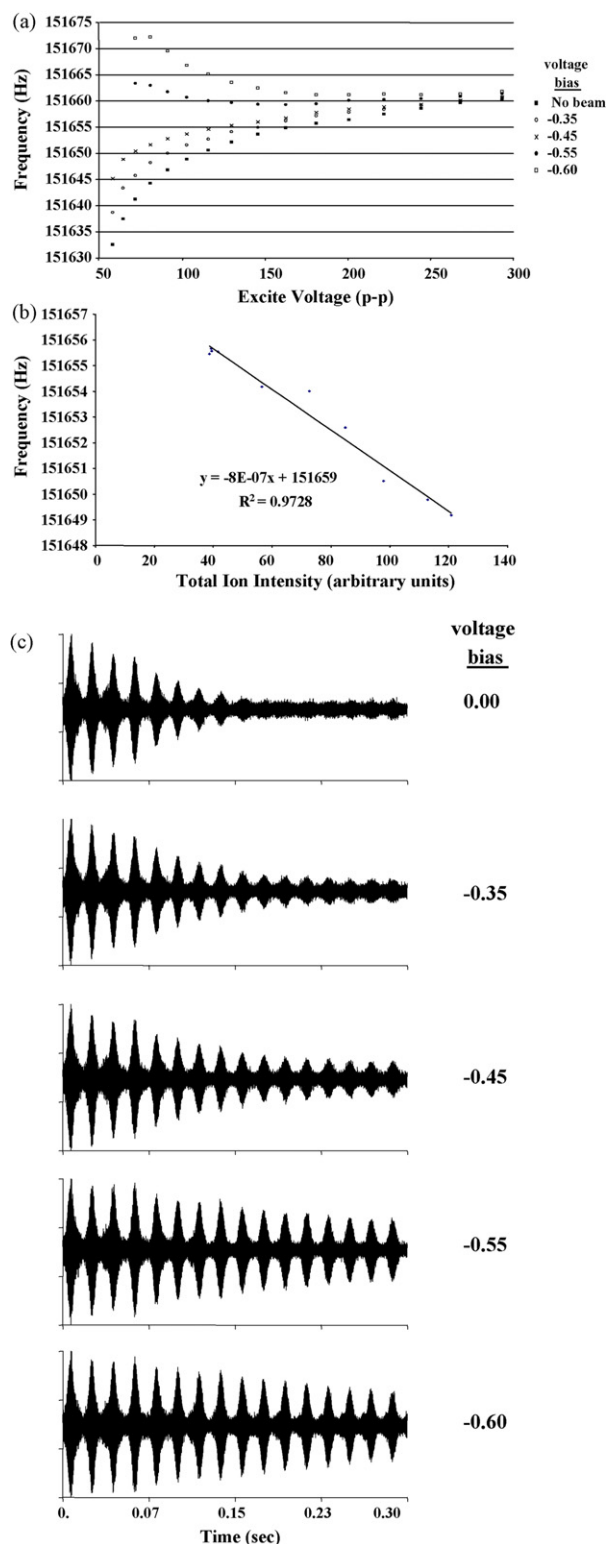 (a)
Frequency (Hz)
151675
151670
151665
151660
151655
151650
151645
151640
151635
151630
50 100 150 200 250 300
Excite Voltage (p-p)
voltage
bias
No beam
-0.35
-0.45
-0.55
-0.60
(b)
Frequency (Hz)
151657
151656
151655
151654
151653
151652
151651
151650
151649
151648
y = -8E-07x + 151659
R² = 0.9728
0 20 40 60 80 100 120 140
Total Ion Intensity (arbitrary units)
(c)
voltage
bias
0.00
-0.35
-0.45
-0.55
-0.60
0. 0.07 0.15 0.23 0.30
Time (sec)